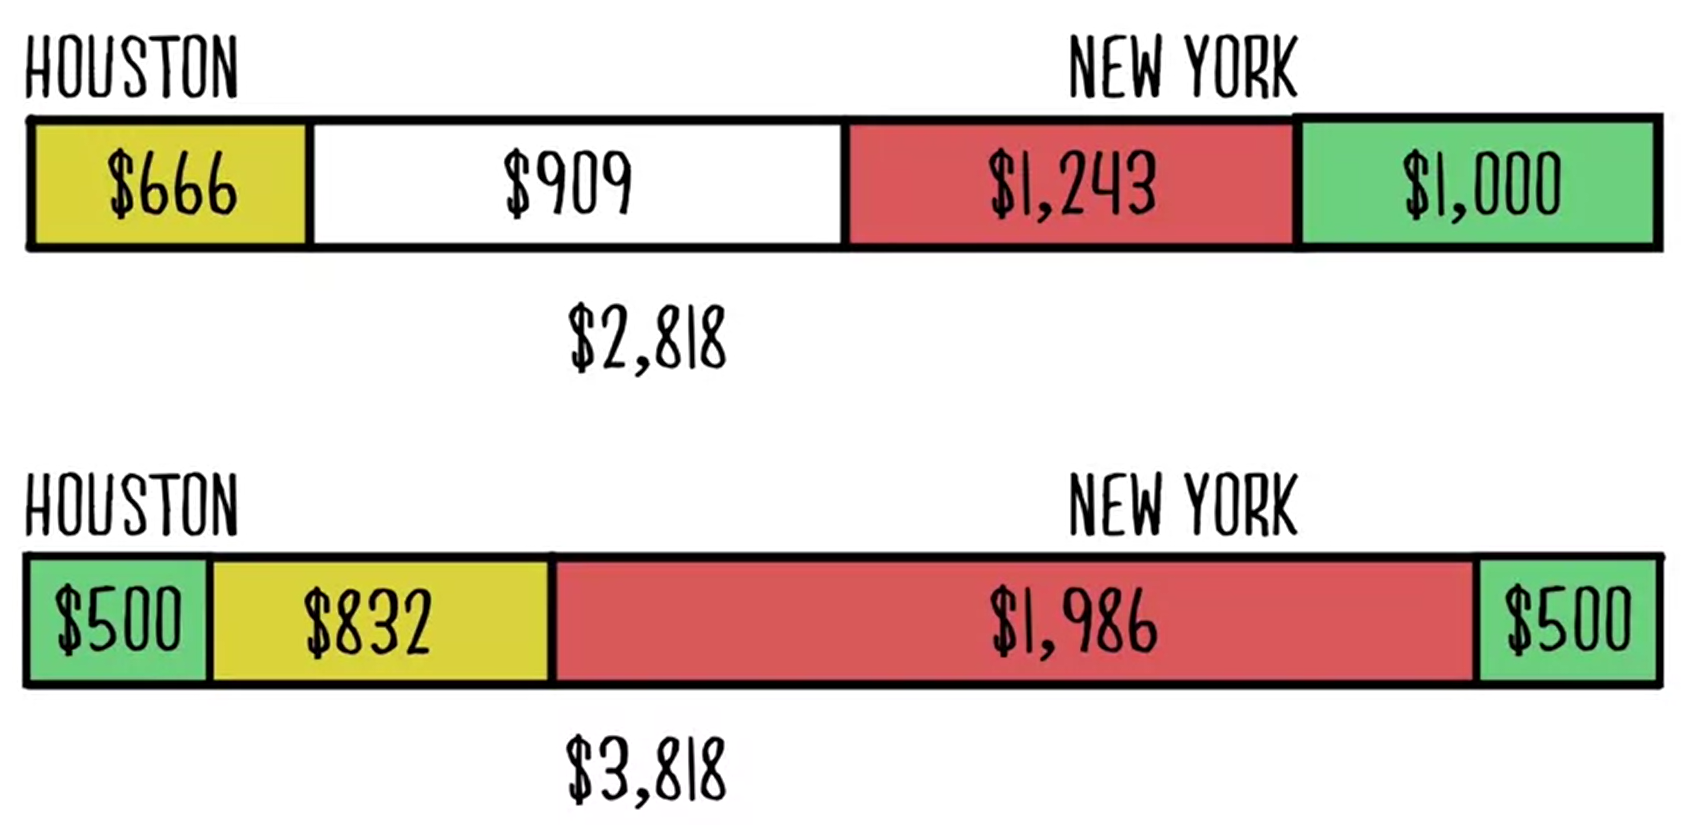 HOUSTON NEW YORK
$666 $909 $1,243 $1,000
$2,818
HOUSTON NEW YORK
$500 $832 $1,986 $500
$3,818